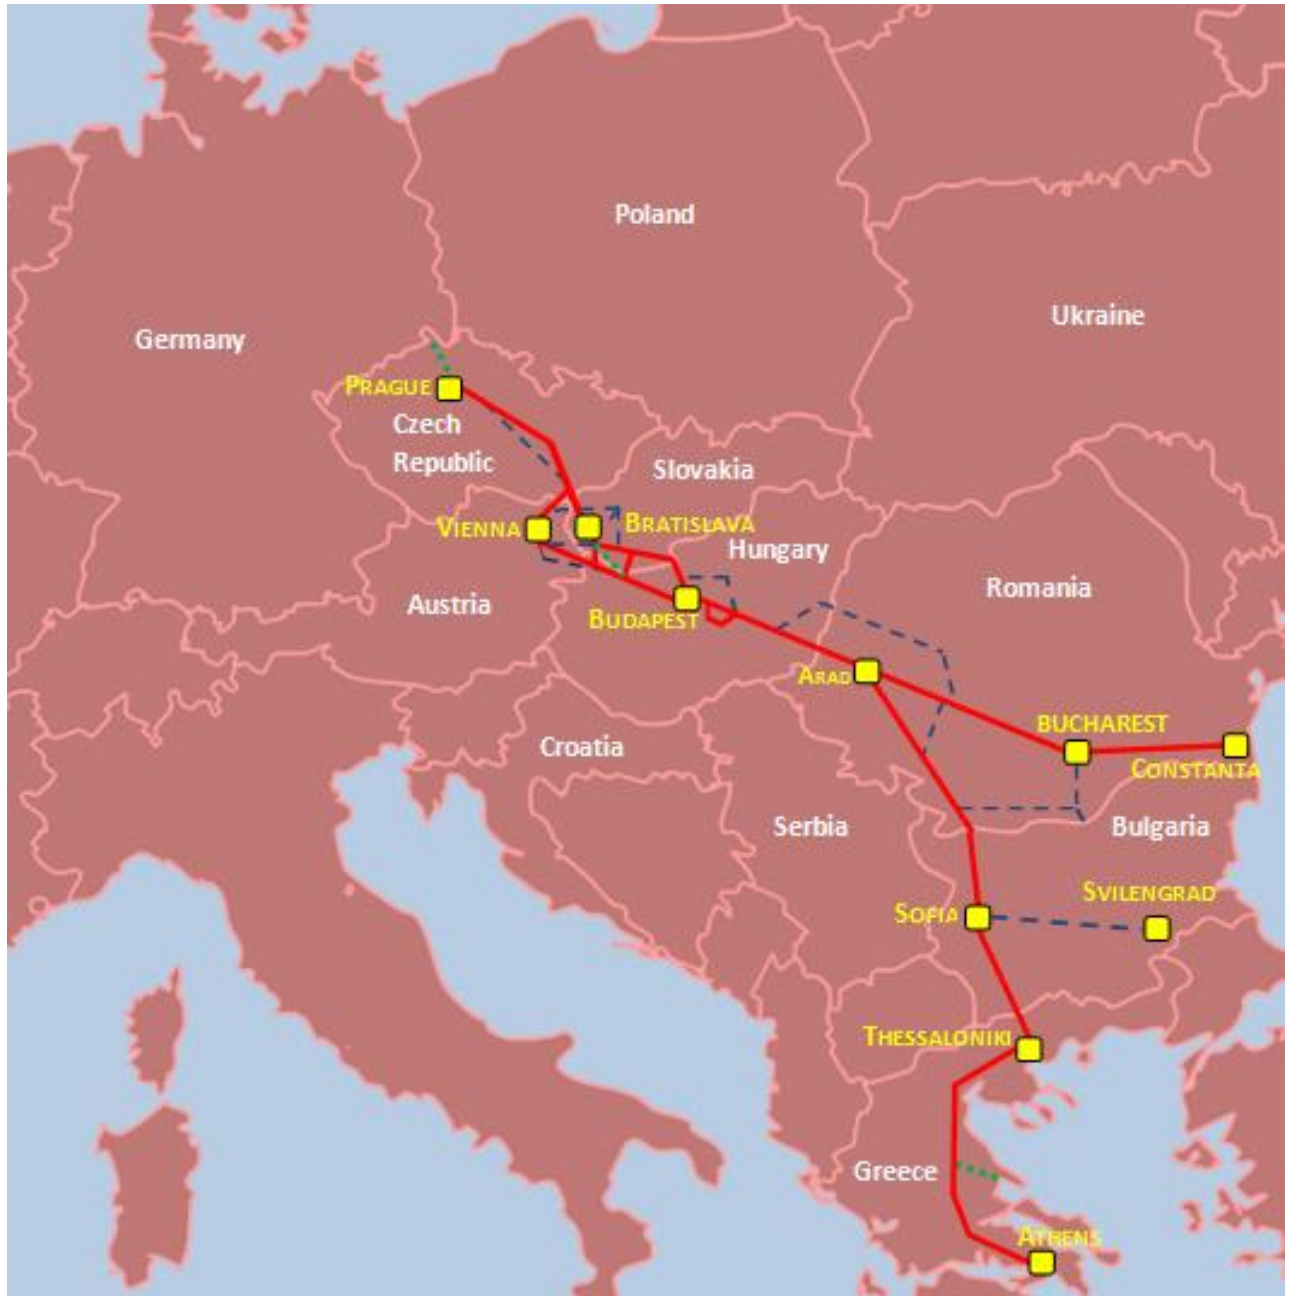 Poland
Ukraine
Germany
PRAGUE
Czech
Republic
Slovakia
VIENNA
BRATISLAVA
Hungary
Romania
Austria
BUDAPEST
ARAD
BUCHAREST
Croatia
CONSTANTA
Serbia
Bulgaria
SVILENGRAD
SOFIA
THESSALONIKI
Greece
ATHENS